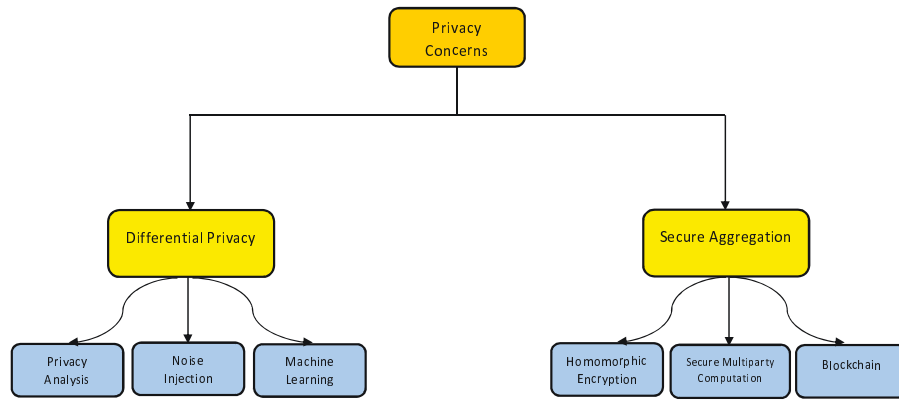 Privacy
Concerns
Differential Privacy
Secure Aggregation
Privacy
Analysis
Noise
Injection
Machine
Learning
Homomorphic
Encryption
Secure Multiparty
Computation
Blockchain